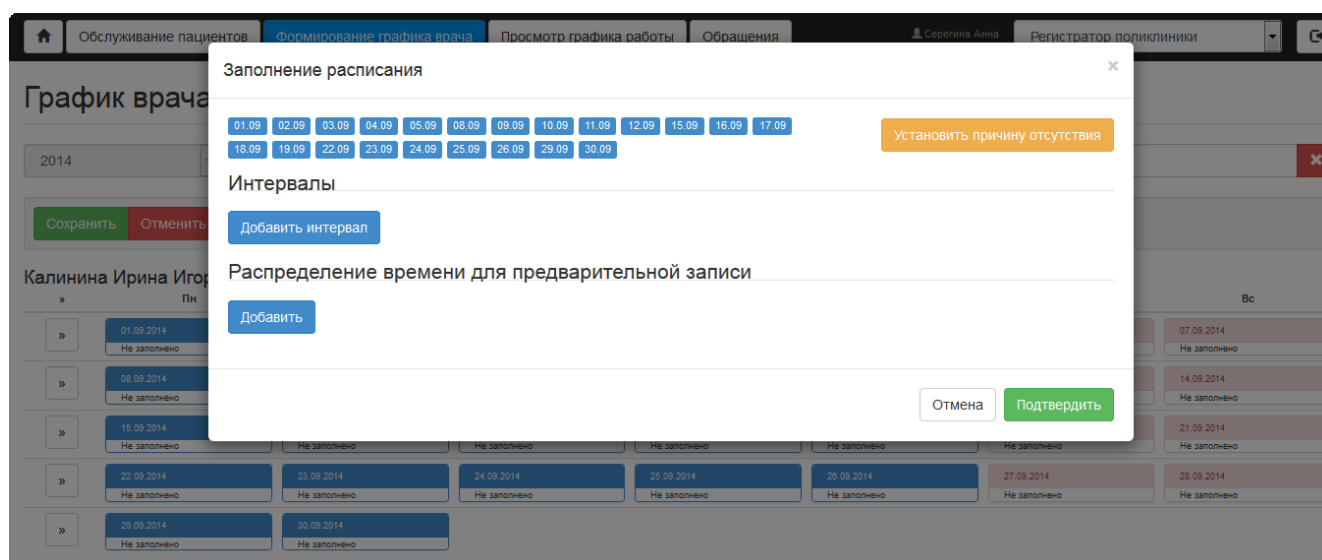 Обслуживание пациентов Формирование графика врача Просмотр графика работы Обращения Серегина Анна Регистратор поликлиники
Заполнение расписания ×
График врача
01.09 02.09 03.09 04.09 05.09 08.09 09.09 10.09 11.09 12.09 15.09 16.09 17.09
18.09 19.09 22.09 23.09 24.09 25.09 26.09 29.09 30.09
Установить причину отсутствия
2014
Интервалы
Сохранить Отменить
Добавить интервал
Калинина Ирина
Распределение времени для предварительной записи
» Пн Вс
Добавить
» 01.09.2014 07.09.2014
Не заполнено Не заполнено
» 08.09.2014 14.09.2014
Не заполнено Не заполнено
Отмена Подтвердить
» 15.09.2014 21.09.2014
Не заполнено Не заполнено Не заполнено Не заполнено Не заполнено Не заполнено Не заполнено
» 22.09.2014 23.09.2014 24.09.2014 25.09.2014 26.09.2014 27.09.2014 28.09.2014
Не заполнено Не заполнено Не заполнено Не заполнено Не заполнено Не заполнено Не заполнено
» 29.09.2014 30.09.2014
Не заполнено Не заполнено